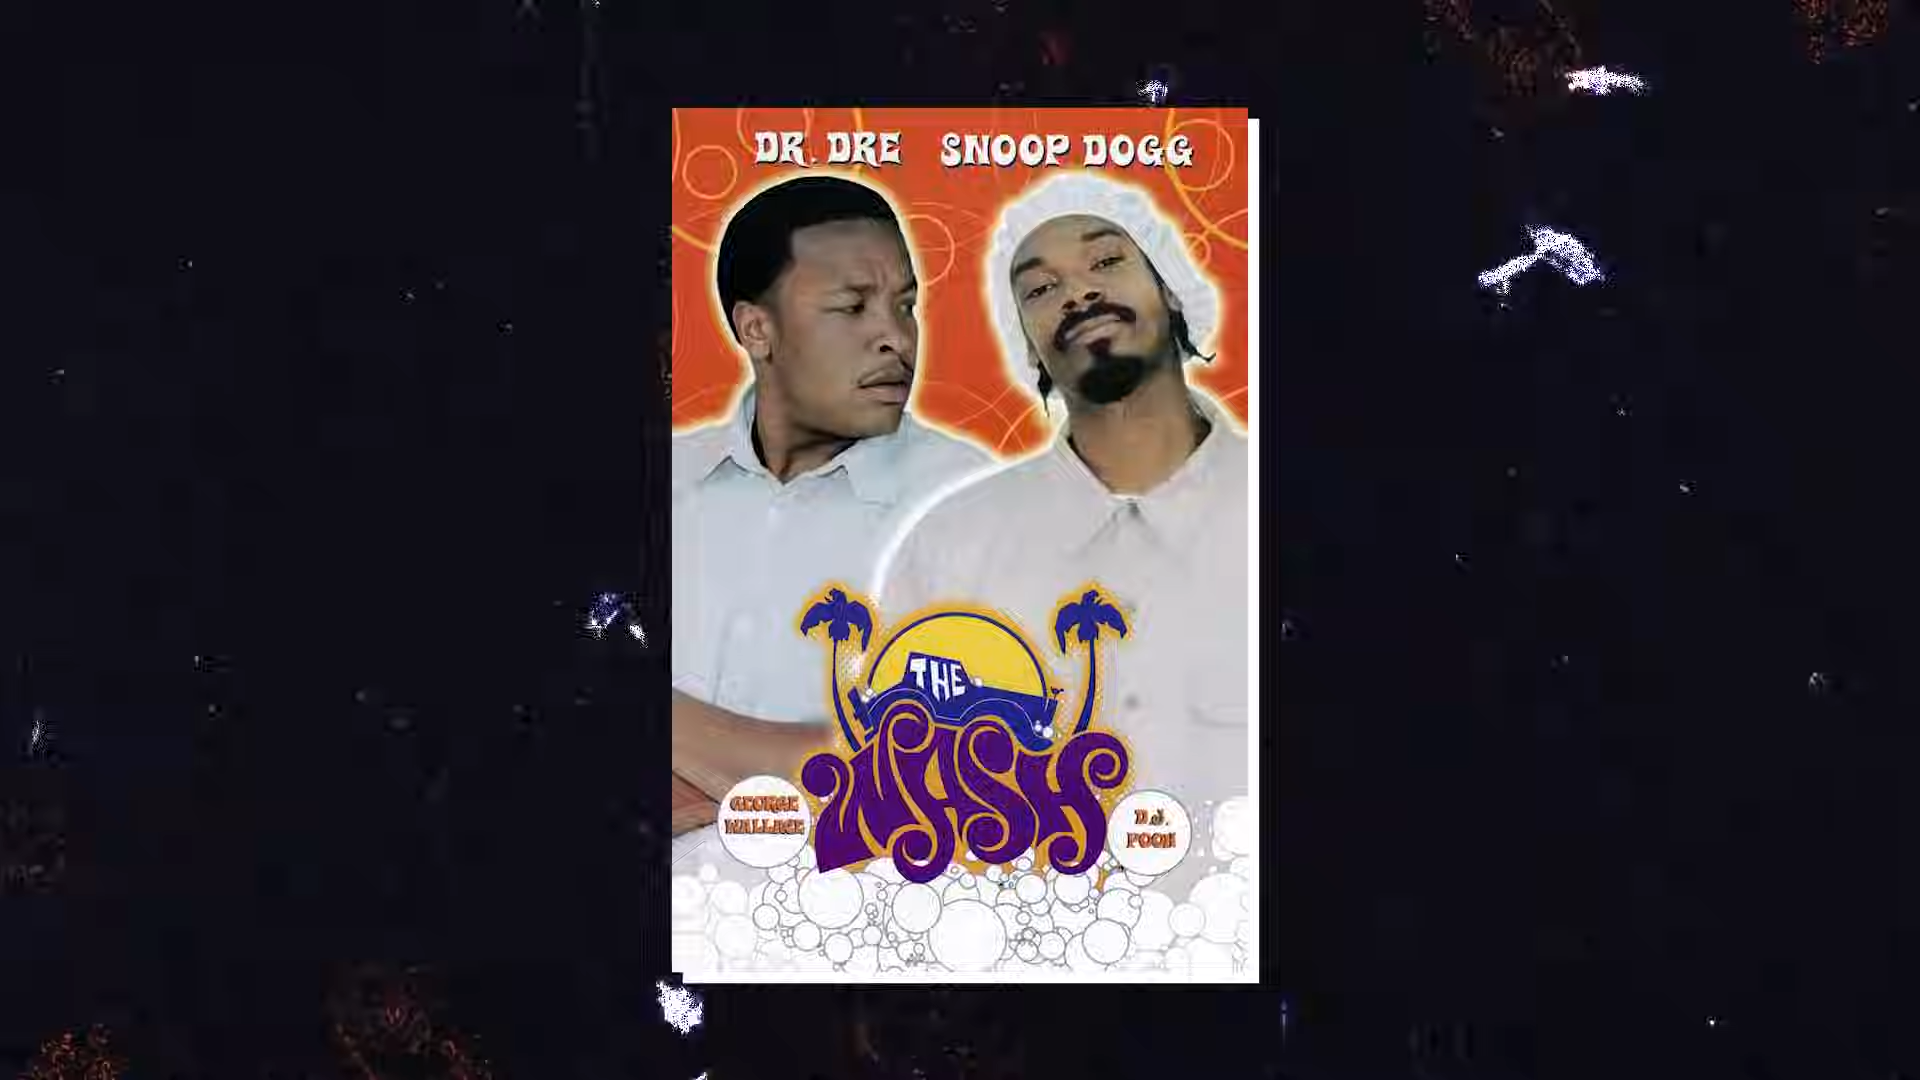 DR. DRE SNOOP DOGG
THE
WASH
GEORGE
WALLACE
D.J.
POOH